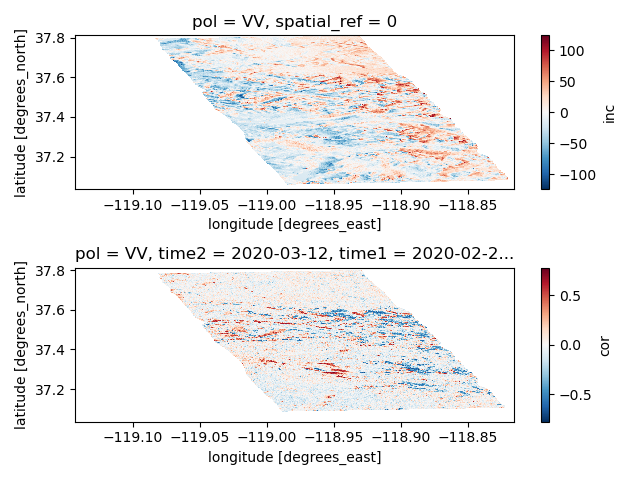 pol = VV, spatial_ref = 0
37.8
37.6
37.4
37.2
latitude [degrees_north]
−119.10 −119.05 −119.00 −118.95 −118.90 −118.85
longitude [degrees_east]
100
50
0
−50
−100
inc
pol = VV, time2 = 2020-03-12, time1 = 2020-02-2...
37.8
37.6
37.4
37.2
latitude [degrees_north]
−119.10 −119.05 −119.00 −118.95 −118.90 −118.85
longitude [degrees_east]
0.5
0.0
−0.5
cor